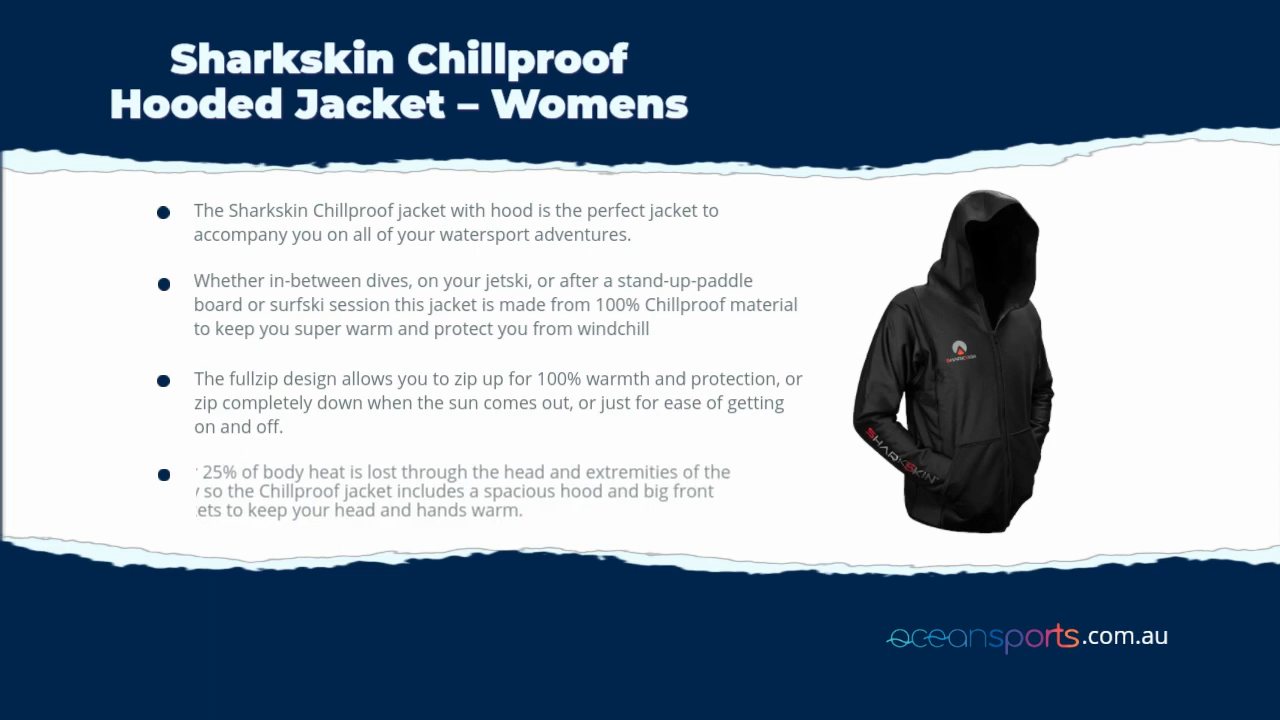 Sharkskin Chillproof
Hooded Jacket – Womens
The Sharkskin Chillproof jacket with hood is the perfect jacket to
accompany you on all of your watersport adventures.
Whether in-between dives, on your jetski, or after a stand-up-paddle
board or surfski session this jacket is made from 100% Chillproof material
to keep you super warm and protect you from windchill
The fullzip design allows you to zip up for 100% warmth and protection, or
zip completely down when the sun comes out, or just for ease of getting
on and off.
25% of body heat is lost through the head and extremities of the
so the Chillproof jacket includes a spacious hood and big front
ets to keep your head and hands warm.
SHARKSKIN
SHARKSKIN
oceansports.com.au